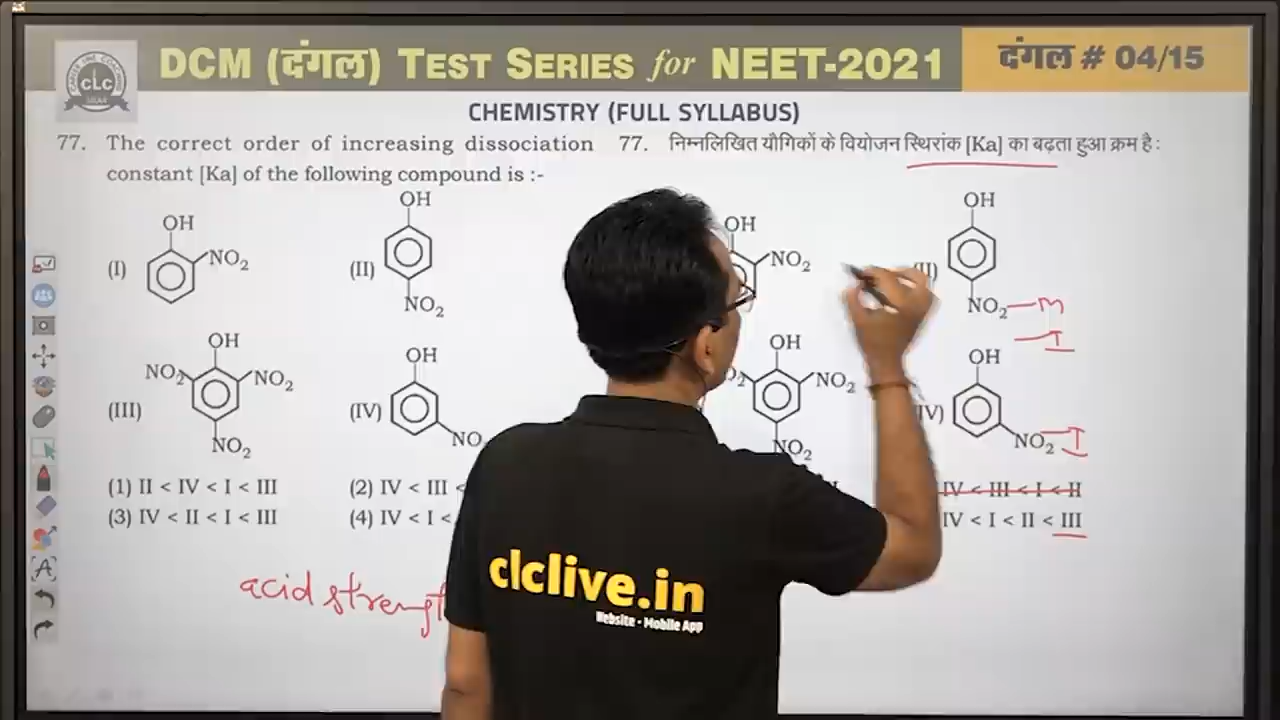 CLC
DCM (दंगल) TEST SERIES for NEET-2021
दंगल # 04/15
CHEMISTRY (FULL SYLLABUS)
77. The correct order of increasing dissociation
constant [Ka] of the following compound is :-
77. निम्नलिखित यौगिकों के वियोजन स्थिरांक [Ka] का बढ़ता हुआ क्रम है :
OH
NO2
(I)
OH
NO2
(II)
OH
NO2
NO2
NO2
(III)
OH
NO
(IV)
(1) II < IV < I < III
(2) IV < III <
(3) IV < II < I < III
(4) IV < I <
OH
NO2
OH
NO2 M
I
OH
NO2
NO2
OH
NO2 I
IV)
IV < III < I < II
IV < I < II < III
acid strengt
clclive.in
Website - Mobile App
[A]